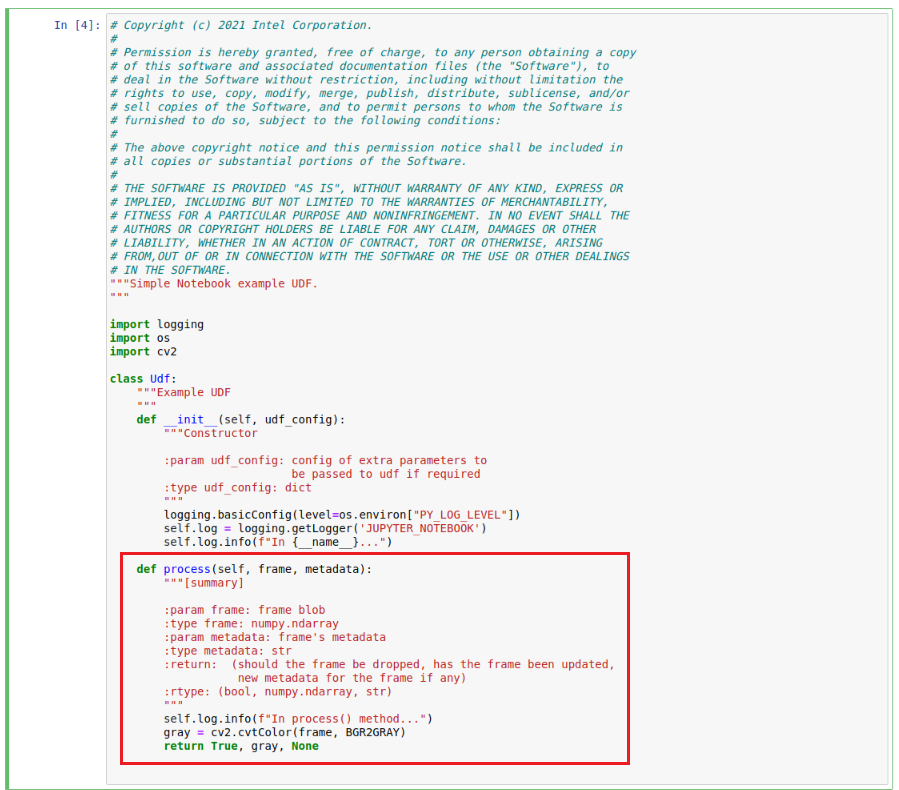 In [4]: # Copyright (c) 2021 Intel Corporation.
#
# Permission is hereby granted, free of charge, to any person obtaining a copy
# of this software and associated documentation files (the "Software"), to
# deal in the Software without restriction, including without limitation the
# rights to use, copy, modify, merge, publish, distribute, sublicense, and/or
# sell copies of the Software, and to permit persons to whom the Software is
# furnished to do so, subject to the following conditions:
#
# The above copyright notice and this permission notice shall be included in
# all copies or substantial portions of the Software.
#
# THE SOFTWARE IS PROVIDED "AS IS", WITHOUT WARRANTY OF ANY KIND, EXPRESS OR
# IMPLIED, INCLUDING BUT NOT LIMITED TO THE WARRANTIES OF MERCHANTABILITY,
# FITNESS FOR A PARTICULAR PURPOSE AND NONINFRINGEMENT. IN NO EVENT SHALL THE
# AUTHORS OR COPYRIGHT HOLDERS BE LIABLE FOR ANY CLAIM, DAMAGES OR OTHER
# LIABILITY, WHETHER IN AN ACTION OF CONTRACT, TORT OR OTHERWISE, ARISING
# FROM,OUT OF OR IN CONNECTION WITH THE SOFTWARE OR THE USE OR OTHER DEALINGS
# IN THE SOFTWARE.
"""Simple Notebook example UDF.
"""
import logging
import os
import cv2
class Udf:
    """Example UDF
    """
    def __init__(self, udf_config):
        """Constructor
        :param udf_config: config of extra parameters to
                           be passed to udf if required
        :type udf_config: dict
        """
        logging.basicConfig(level=os.environ["PY_LOG_LEVEL"])
        self.log = logging.getLogger('JUPYTER_NOTEBOOK')
        self.log.info(f"In {__name__}...")
    def process(self, frame, metadata):
        """[summary]
        :param frame: frame blob
        :type frame: numpy.ndarray
        :param metadata: frame's metadata
        :type metadata: str
        :return:  (should the frame be dropped, has the frame been updated,
                   new metadata for the frame if any)
        :rtype: (bool, numpy.ndarray, str)
        """
        self.log.info(f"In process() method...")
        gray = cv2.cvtColor(frame, BGR2GRAY)
        return True, gray, None